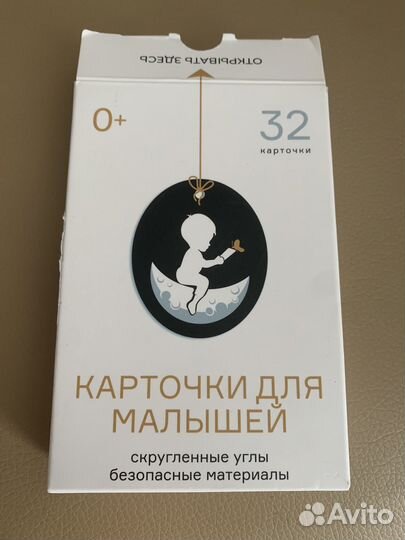 ОТКРЫВАТЬ ЗДЕСЬ
0+
32
карточки
КАРТОЧКИ ДЛЯ
МАЛЫШЕЙ
скругленные углы
безопасные материалы
Avito